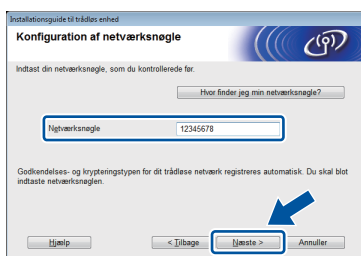 Installationsguide til trådløs enhed
Konfiguration af netværksnøgle
Indtast din netværksnøgle, som du kontrollerede før.
Hvor finder jeg min netværksnøgle?
Netværksnøgle 12345678
Godkendelses- og krypteringstypen for dit trådløse netværk registreres automatisk. Du skal blot
indtaste netværksnøglen.
Hjælp < Tilbage Næste > Annuller